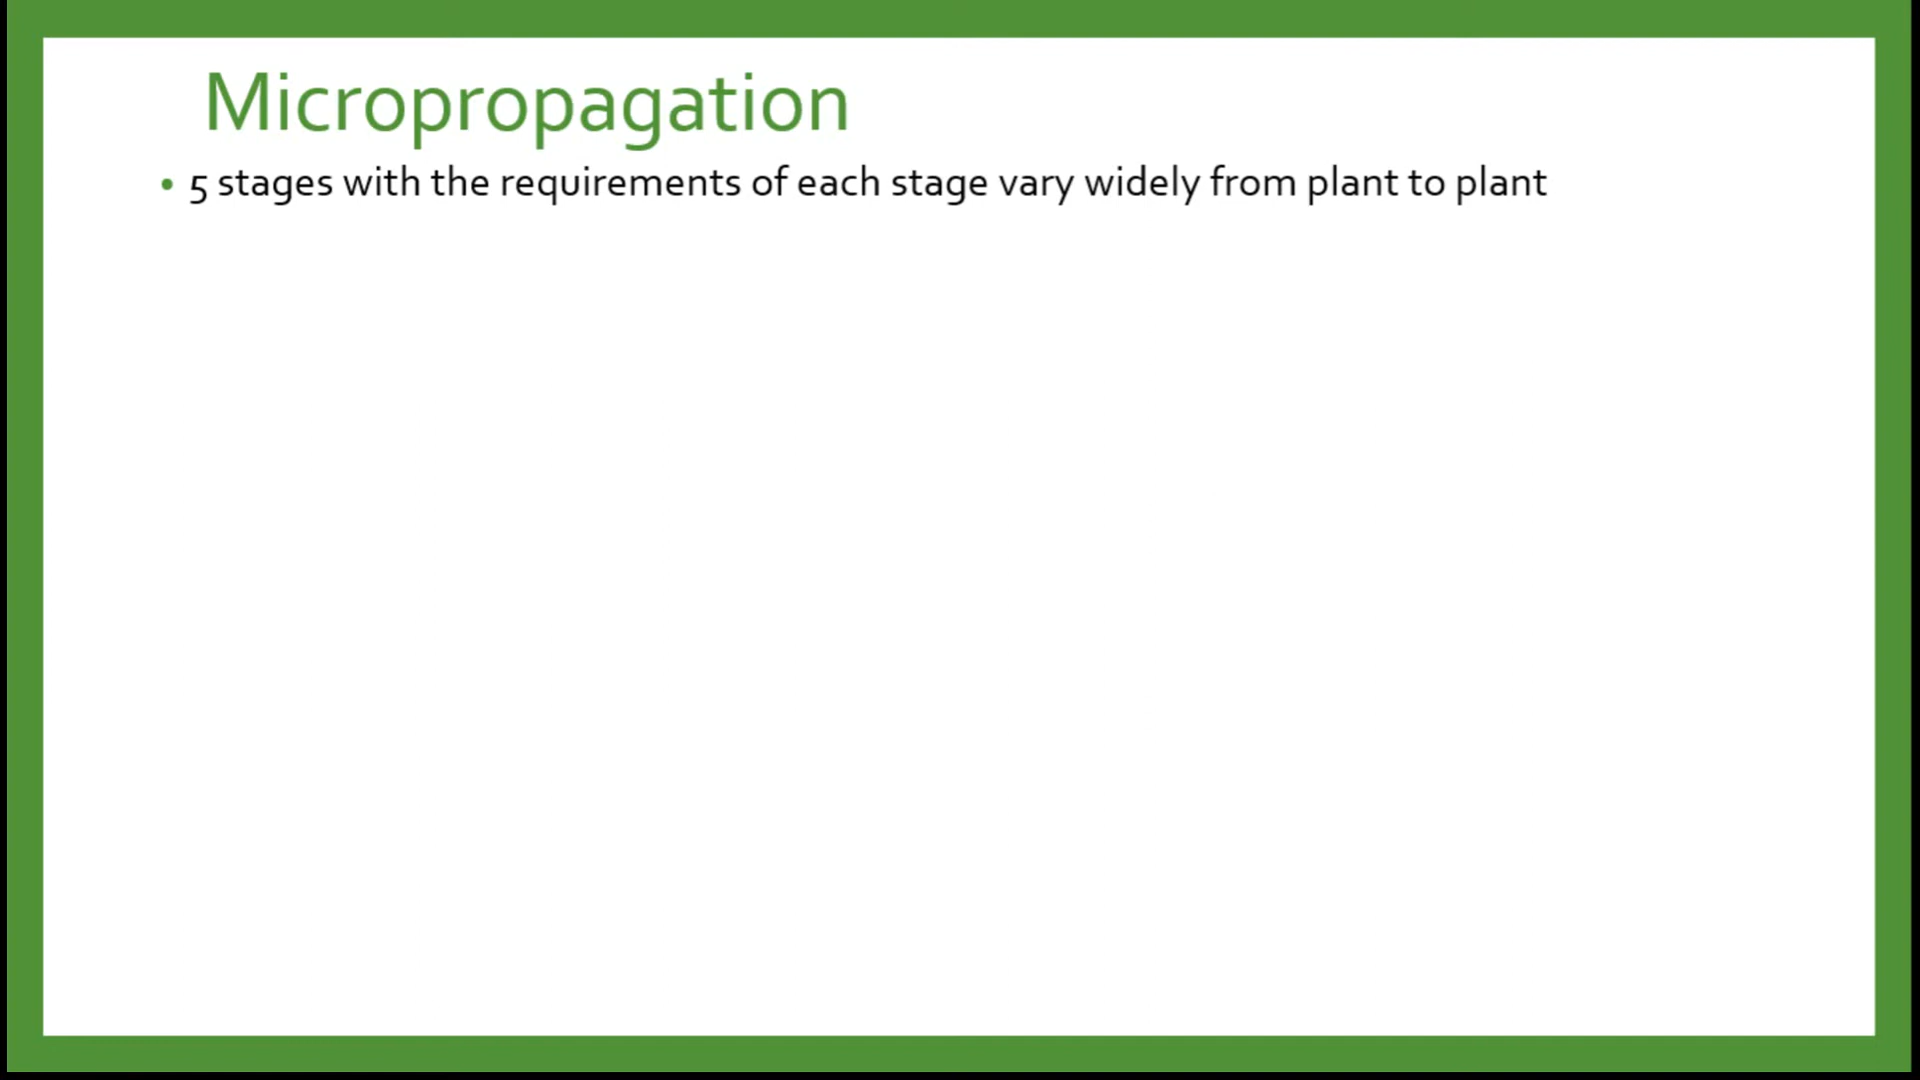 Micropropagation
• 5 stages with the requirements of each stage vary widely from plant to plant